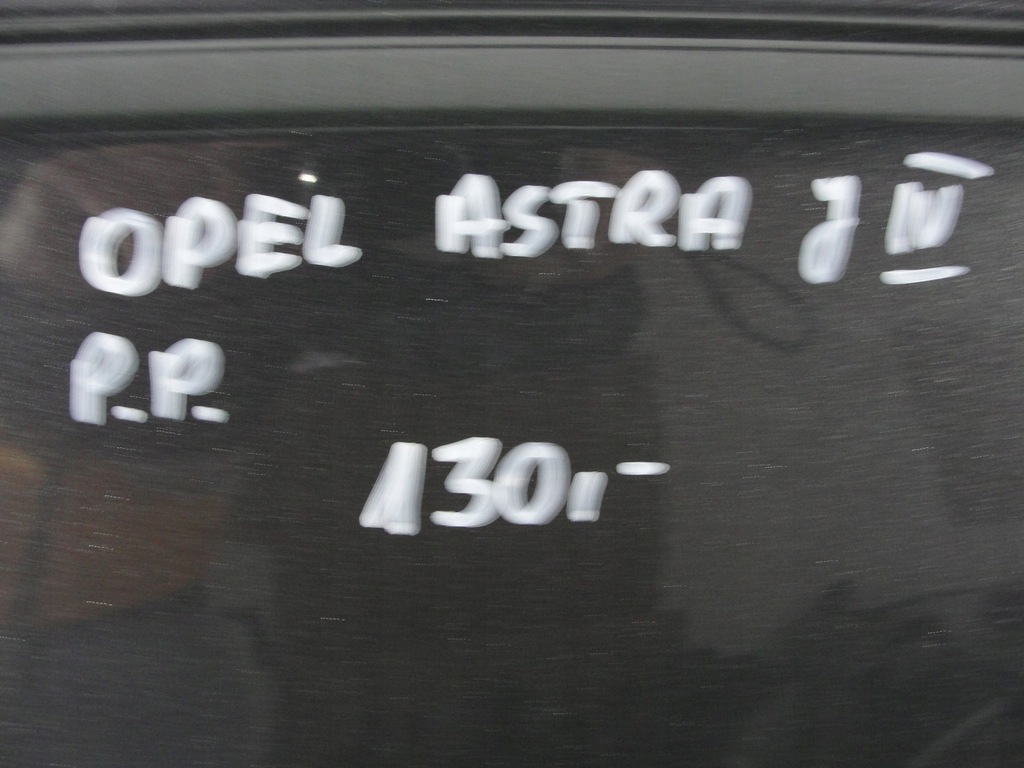 OPEL ASTRA J IV
P.P.
130,-